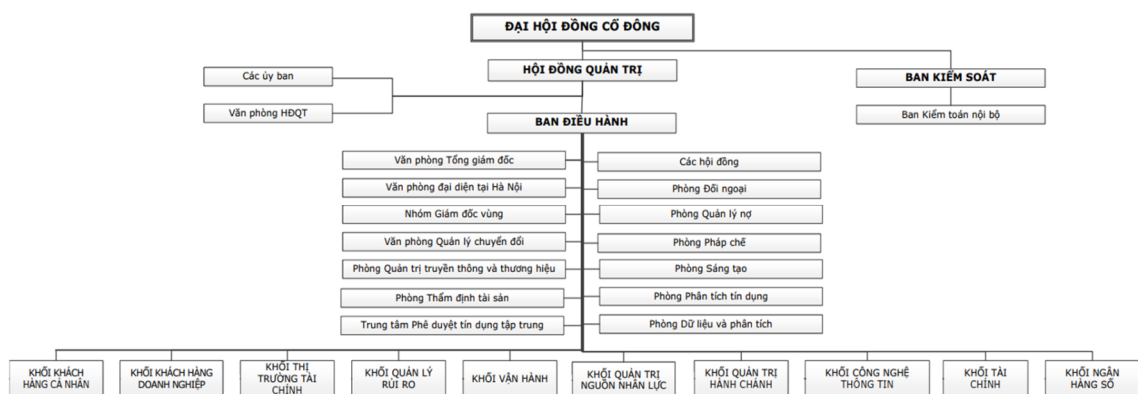 ĐẠI HỘI ĐỒNG CỔ ĐÔNG
HỘI ĐỒNG QUẢN TRỊ
BAN KIỂM SOÁT
Các ủy ban
Văn phòng HĐQT
Ban Kiểm toán nội bộ
BAN ĐIỀU HÀNH
Văn phòng Tổng giám đốc
Các hội đồng
Văn phòng đại diện tại Hà Nội
Phòng Đối ngoại
Nhóm Giám đốc vùng
Phòng Quản lý nợ
Văn phòng Quản lý chuyển đổi
Phòng Pháp chế
Phòng Quản trị truyền thông và thương hiệu
Phòng Sáng tạo
Phòng Thẩm định tài sản
Phòng Phân tích tín dụng
Trung tâm Phê duyệt tín dụng tập trung
Phòng Dữ liệu và phân tích
KHỐI KHÁCH
HÀNG CÁ NHÂN
KHỐI KHÁCH HÀNG
DOANH NGHIỆP
KHỐI THỊ
TRƯỜNG TÀI
CHÍNH
KHỐI QUẢN LÝ
RỦI RO
KHỐI VẬN HÀNH
KHỐI QUẢN TRỊ
NGUỒN NHÂN LỰC
KHỐI QUẢN TRỊ
HÀNH CHÁNH
KHỐI CÔNG NGHỆ
THÔNG TIN
KHỐI TÀI
CHÍNH
KHỐI NGÂN
HÀNG SỐ